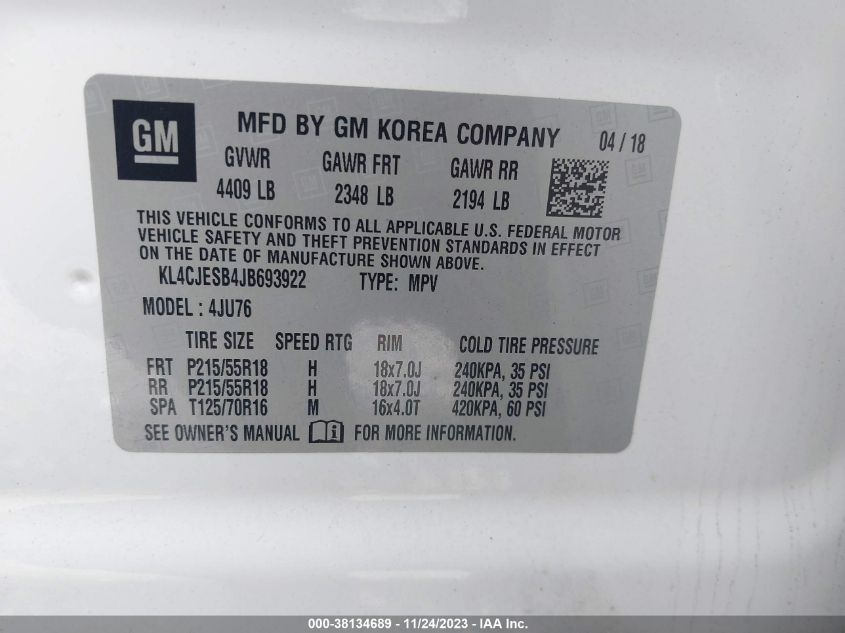 GM MFD BY GM KOREA COMPANY 04 / 18
GVWR GAWR FRT GAWR RR
4409 LB 2348 LB 2194 LB
THIS VEHICLE CONFORMS TO ALL APPLICABLE U.S. FEDERAL MOTOR
VEHICLE SAFETY AND THEFT PREVENTION STANDARDS IN EFFECT
ON THE DATE OF MANUFACTURE SHOWN ABOVE.
KL4CJESB4JB693922 TYPE: MPV
MODEL : 4JU76
TIRE SIZE SPEED RTG RIM COLD TIRE PRESSURE
FRT P215/55R18 H 18x7.0J 240KPA, 35 PSI
RR P215/55R18 H 18x7.0J 240KPA, 35 PSI
SPA T125/70R16 M 16x4.0T 420KPA, 60 PSI
SEE OWNER'S MANUAL FOR MORE INFORMATION.
000-38134689 - 11/24/2023 - IAA Inc.